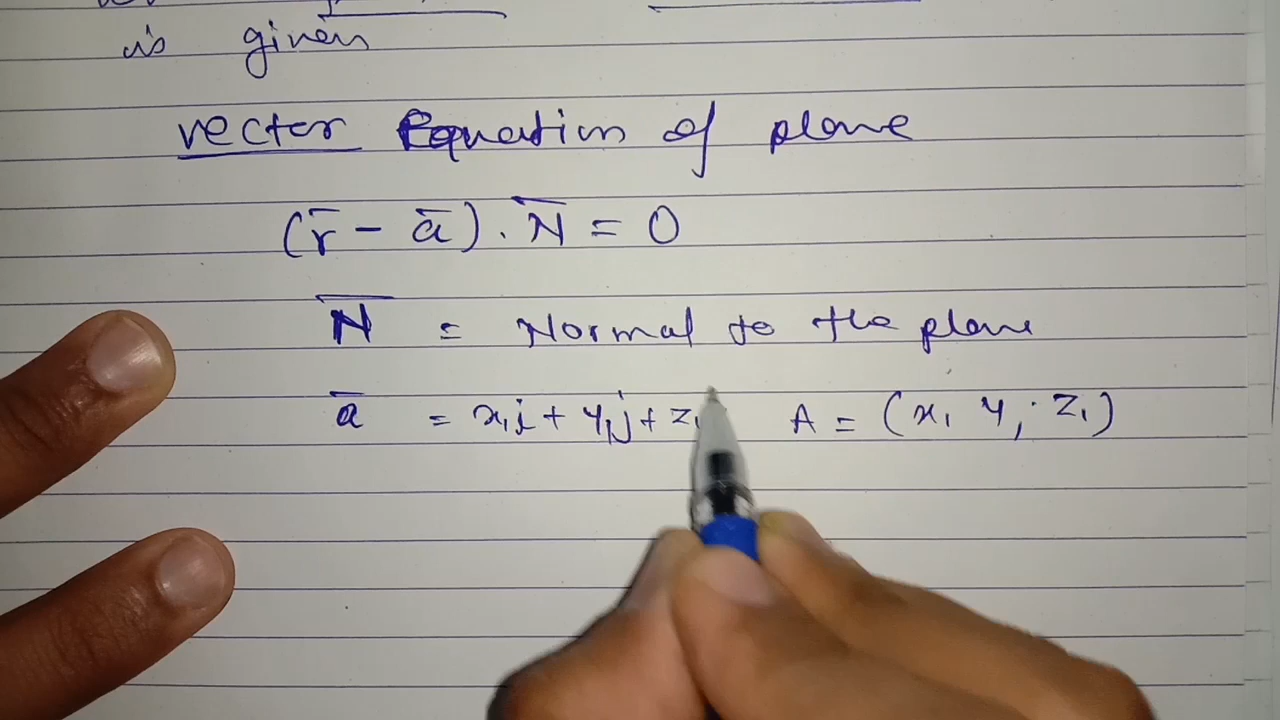 is given
vector Equation of plane
(r̄ - ā) . N̄ = 0
N̄ = Normal to the plane
ā = x₁i + y₁j + z₁ A = (x₁ y₁ z₁)